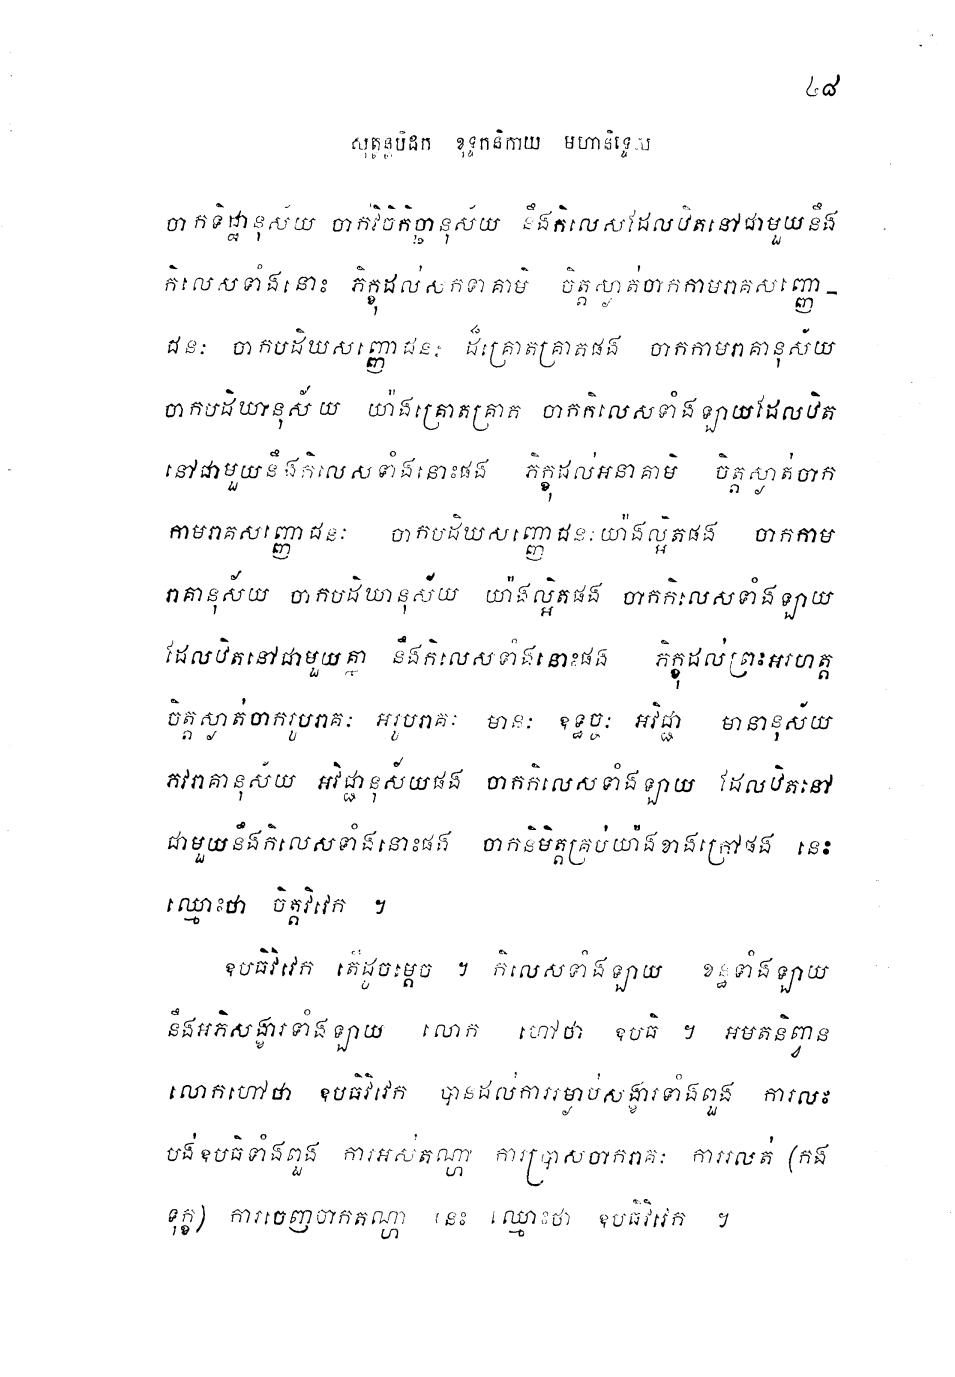 ៤៨
សុត្តន្តបិដក ខុទ្ទកនិកាយ មហានិទ្ទេស
ចាកទិដ្ឋានុស័យ ចាកវិចិកិច្ឆានុស័យ នឹងកិលេសដែលឋិតនៅជាមួយនឹង
កិលេសទាំងនោះ ភិក្ខុដល់សកទាគាមិ ចិត្តស្ងាត់ចាកកាមរាគសញ្ញោ-
ជនៈ ចាកបដិឃសញ្ញោជនៈ ដ៏គ្រោតគ្រាតផង ចាកកាមរាគានុស័យ
ចាកបដិឃានុស័យ យ៉ាងគ្រោតគ្រាត ចាកកិលេសទាំងឡាយដែលឋិត
នៅជាមួយនឹងកិលេសទាំងនោះផង ភិក្ខុដល់អនាគាមិ ចិត្តស្ងាត់ចាក
កាមរាគសញ្ញោជនៈ ចាកបដិឃសញ្ញោជនៈយ៉ាងល្អិតផង ចាកកាម
រាគានុស័យ ចាកបដិឃានុស័យ យ៉ាងល្អិតផង ចាកកិលេសទាំងឡាយ
ដែលឋិតនៅជាមួយគ្នា នឹងកិលេសទាំងនោះផង ភិក្ខុដល់ព្រះអរហត្ត
ចិត្តស្ងាត់ចាករូបរាគៈ អរូបរាគៈ មានៈ ឧទ្ធច្ចៈ អវិជ្ជា មានានុស័យ
ភវរាគានុស័យ អវិជ្ជានុស័យផង ចាកកិលេសទាំងឡាយ ដែលឋិតនៅ
ជាមួយនឹងកិលេសទាំងនោះផង ចាកនិមិត្តគ្រប់យ៉ាងខាងក្រៅផង នេះ
ឈ្មោះថា ចិត្តវិវេក ។
ឧបធិវិវេក តើដូចម្តេច ។ កិលេសទាំងឡាយ ខន្ធទាំងឡាយ
នឹងអភិសង្ខារទាំងឡាយ លោក ហៅថា ឧបធិ ។ អមតនិព្វាន
លោកហៅថា ឧបធិវិវេក បានដល់ការរម្ងាប់សង្ខារទាំងពួង ការលះ
បង់ឧបធិទាំងពួង ការអស់តណ្ហា ការប្រាសចាករាគៈ ការរលត់ (កង
ទុក្ខ) ការចេញចាកតណ្ហា នេះ ឈ្មោះថា ឧបធិវិវេក ។